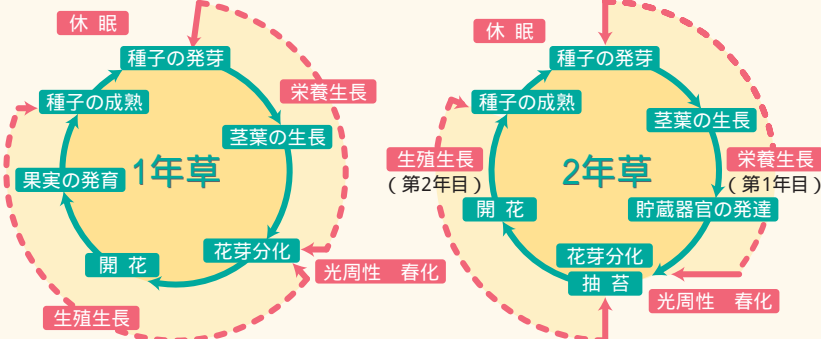 休 眠
種子の発芽
栄養生長
種子の成熟
茎葉の生長
1年草
果実の発育
花芽分化
開 花
光周性 春化
生殖生長
休 眠
種子の発芽
種子の成熟
茎葉の生長
生殖生長
(第2年目)
2年草
栄養生長
(第1年目)
開 花
貯蔵器官の発達
花芽分化
抽 苔
光周性 春化